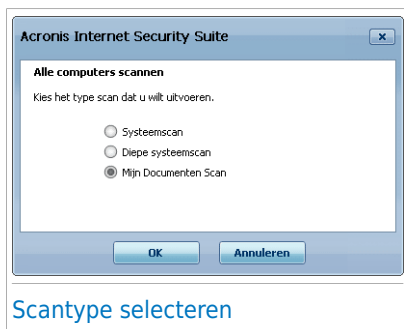 Acronis Internet Security Suite
Alle computers scannen
Kies het type scan dat u wilt uitvoeren.
Systeemscan
Diepe systeemscan
Mijn Documenten Scan
OK Annuleren
Scantype selecteren